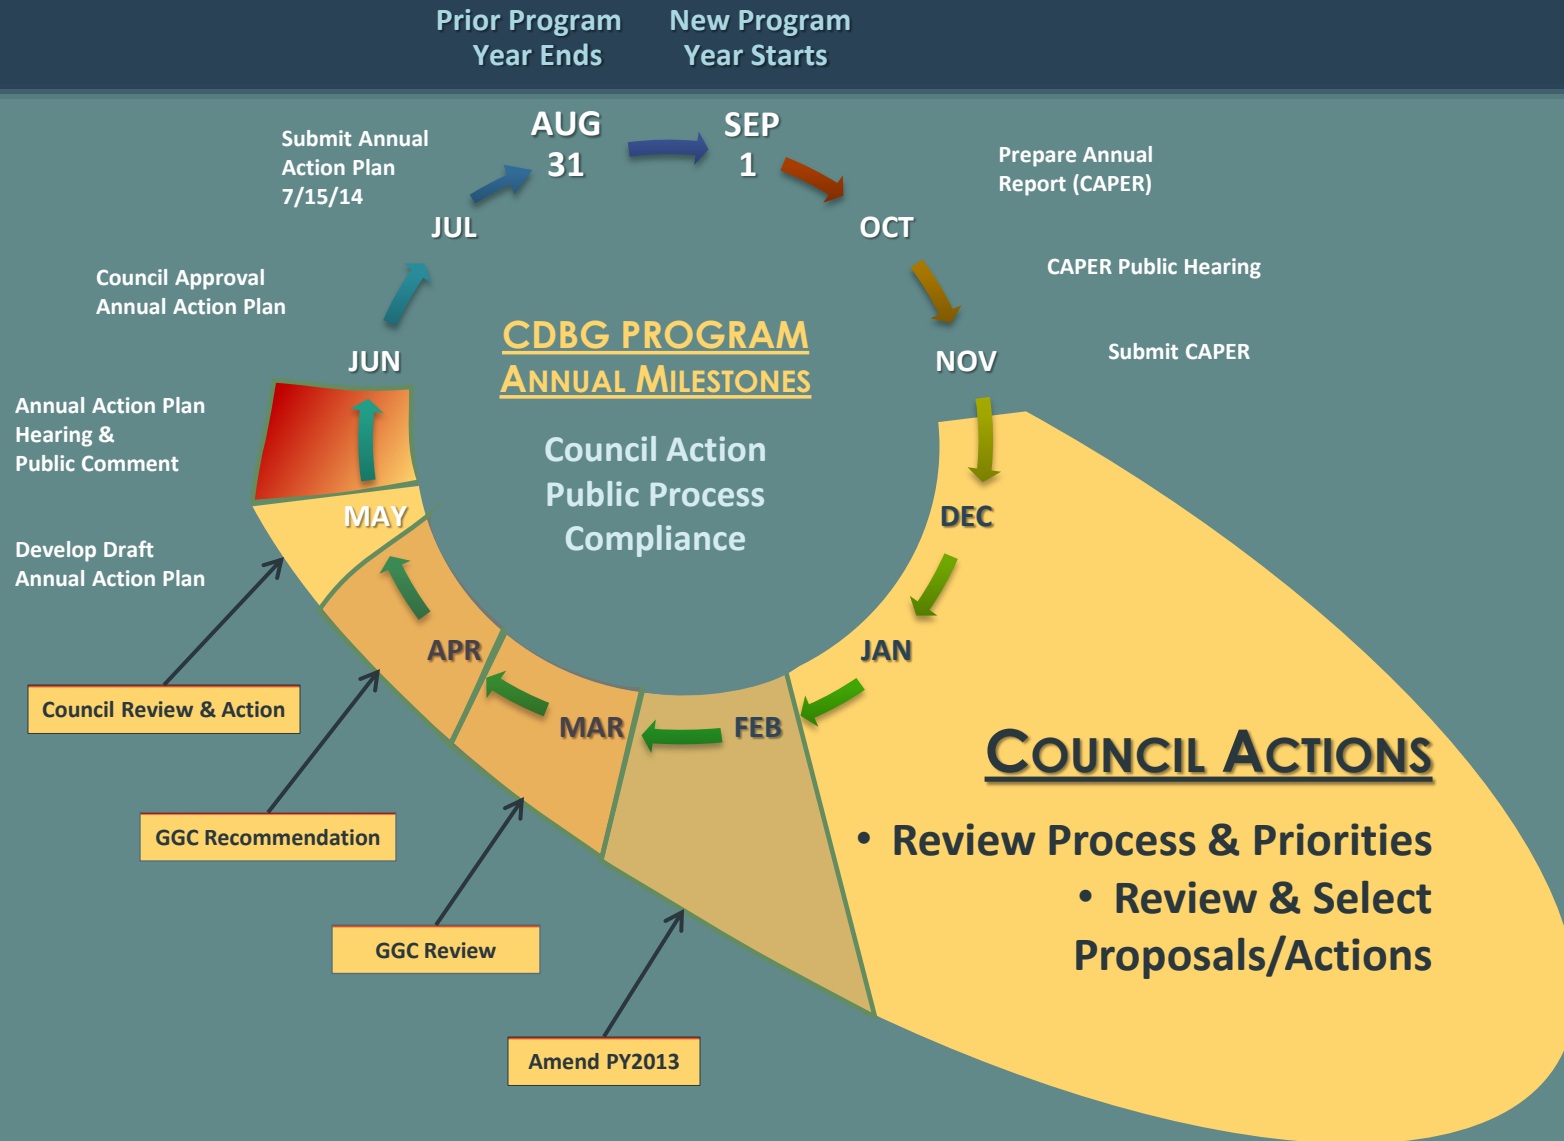 Prior Program
Year Ends
New Program
Year Starts
AUG
31
SEP
1
Submit Annual
Action Plan
7/15/14
Prepare Annual
Report (CAPER)
JUL
OCT
Council Approval
Annual Action Plan
CAPER Public Hearing
JUN
NOV
Submit CAPER
CDBG PROGRAM
ANNUAL MILESTONES
Council Action
Public Process
Compliance
Annual Action Plan
Hearing &
Public Comment
MAY
DEC
Develop Draft
Annual Action Plan
APR
JAN
MAR
FEB
Council Review & Action
GGC Recommendation
GGC Review
Amend PY2013
COUNCIL ACTIONS
• Review Process & Priorities
• Review & Select
Proposals/Actions